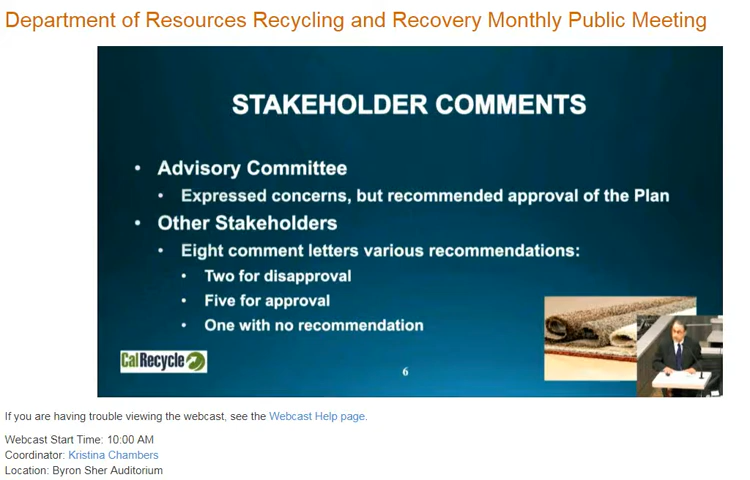 Department of Resources Recycling and Recovery Monthly Public Meeting
STAKEHOLDER COMMENTS
• Advisory Committee
• Expressed concerns, but recommended approval of the Plan
• Other Stakeholders
• Eight comment letters various recommendations:
• Two for disapproval
• Five for approval
• One with no recommendation
CalRecycle
6
If you are having trouble viewing the webcast, see the Webcast Help page.
Webcast Start Time: 10:00 AM
Coordinator: Kristina Chambers
Location: Byron Sher Auditorium